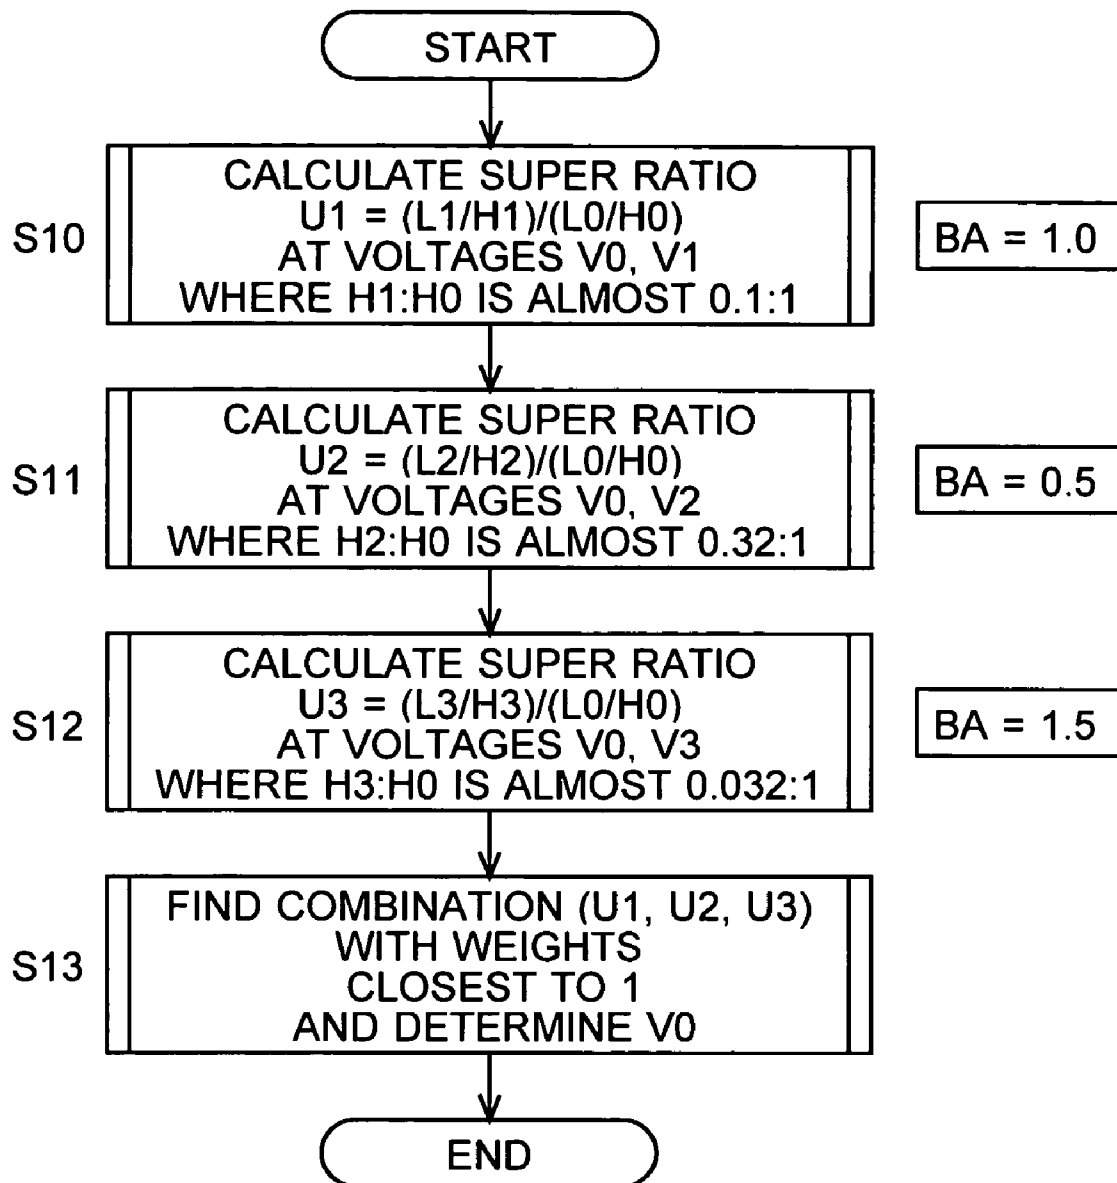 START
S10
CALCULATE SUPER RATIO
U1 = (L1/H1)/(L0/H0)
AT VOLTAGES V0, V1
WHERE H1:H0 IS ALMOST 0.1:1
BA = 1.0
S11
CALCULATE SUPER RATIO
U2 = (L2/H2)/(L0/H0)
AT VOLTAGES V0, V2
WHERE H2:H0 IS ALMOST 0.32:1
BA = 0.5
S12
CALCULATE SUPER RATIO
U3 = (L3/H3)/(L0/H0)
AT VOLTAGES V0, V3
WHERE H3:H0 IS ALMOST 0.032:1
BA = 1.5
S13
FIND COMBINATION (U1, U2, U3)
WITH WEIGHTS
CLOSEST TO 1
AND DETERMINE V0
END